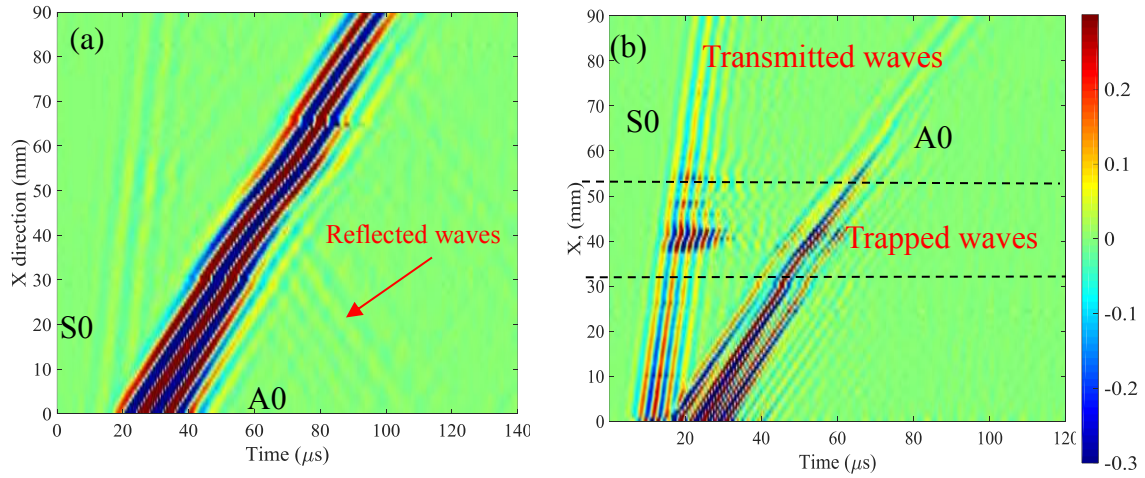 (a)
90
80
70
60
50
40
30
20
10
0
X direction (mm)
S0
A0
Reflected waves
0 20 40 60 80 100 120 140
Time (μs)
(b)
90
80
70
60
50
40
30
20
10
0
X, (mm)
Transmitted waves
S0
A0
Trapped waves
20 40 60 80 100 120
Time (μs)
0.2
0.1
0
-0.1
-0.2
-0.3